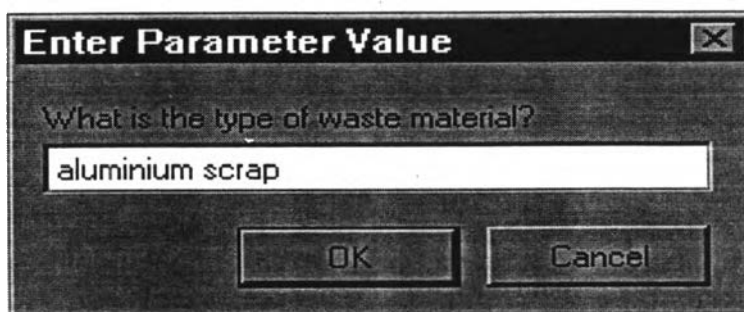 Enter Parameter Value
What is the type of waste material?
aluminium scrap
OK Cancel